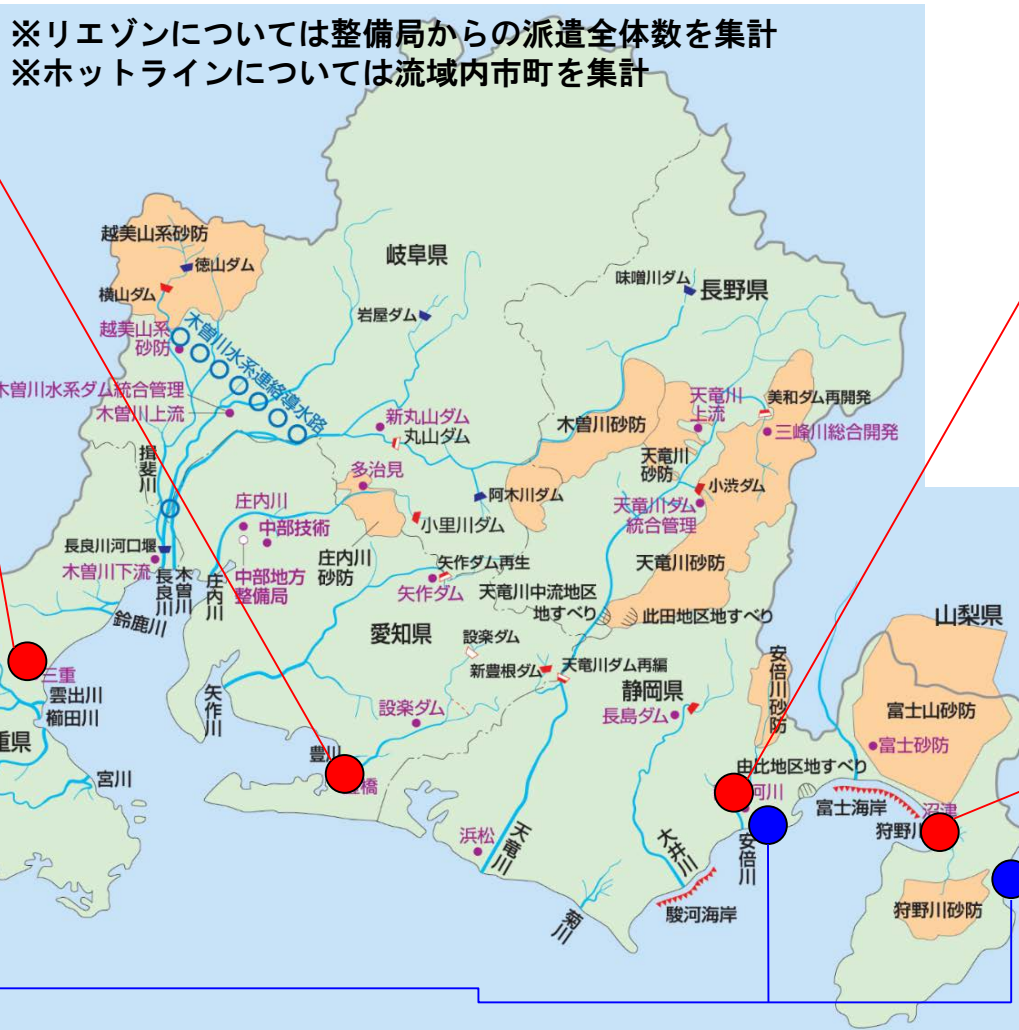 ※リエゾンについては整備局からの派遣全体数を集計
※ホットラインについては流域内市町を集計
越美山系砂防
徳山ダム
横山ダム
越美山系
砂防
木曽川水系連絡導水路
木曽川水系ダム統合管理
木曽川上流
揖斐川
岐阜県
岩屋ダム
味噌川ダム
長野県
新丸山ダム
丸山ダム
木曽川砂防
天竜川
上流
美和ダム再開発
三峰川総合開発
天竜川
砂防
小渋ダム
天竜川ダム
統合管理
天竜川砂防
多治見
阿木川ダム
小里川ダム
庄内川
中部技術
中部地方
整備局
庄内川
砂防
長良川河口堰
木曽川下流
長良川
木曽川
庄内川
鈴鹿川
矢作ダム再生
矢作ダム
天竜川中流地区
地すべり
此田地区地すべり
愛知県
設楽ダム
新豊根ダム
天竜川ダム再編
静岡県
長島ダム
安倍川砂防
山梨県
富士山砂防
富士砂防
三重
雲出川
櫛田川
重県
宮川
矢作川
設楽ダム
豊川
橋
浜松
天竜川
菊川
大井川
駿河海岸
由比地区地すべり
河川
安倍川
富士海岸
沼津
狩野川
狩野川砂防